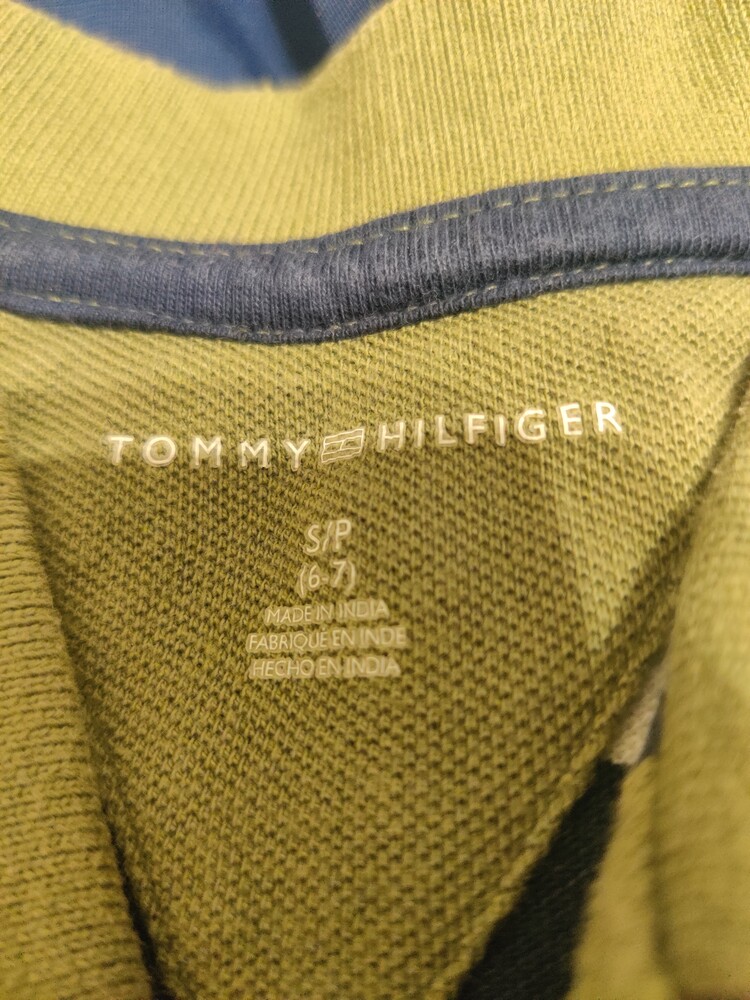 TOMMY HILFIGER
S/P
(6-7)
MADE IN INDIA
FABRIQUE EN INDE
HECHO EN INDIA